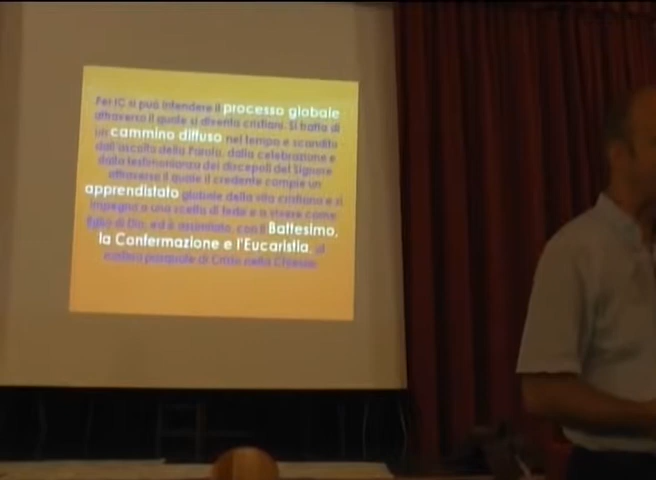 Per IC si può intendere il processo globale
attraverso il quale si diventa cristiani. Si tratta di
un cammino diffuso nel tempo e scandito
dall'ascolto della Parola, dalla celebrazione e
dalla testimonianza dei discepoli del Signore
attraverso il quale il credente compie un
apprendistato globale della vita cristiana e si
impegna a una scelta di fede e a vivere come
figlio di Dio, ed è assimilato, con il Battesimo,
la Confermazione e l'Eucaristia, al
mistero pasquale di Cristo nella Chiesa